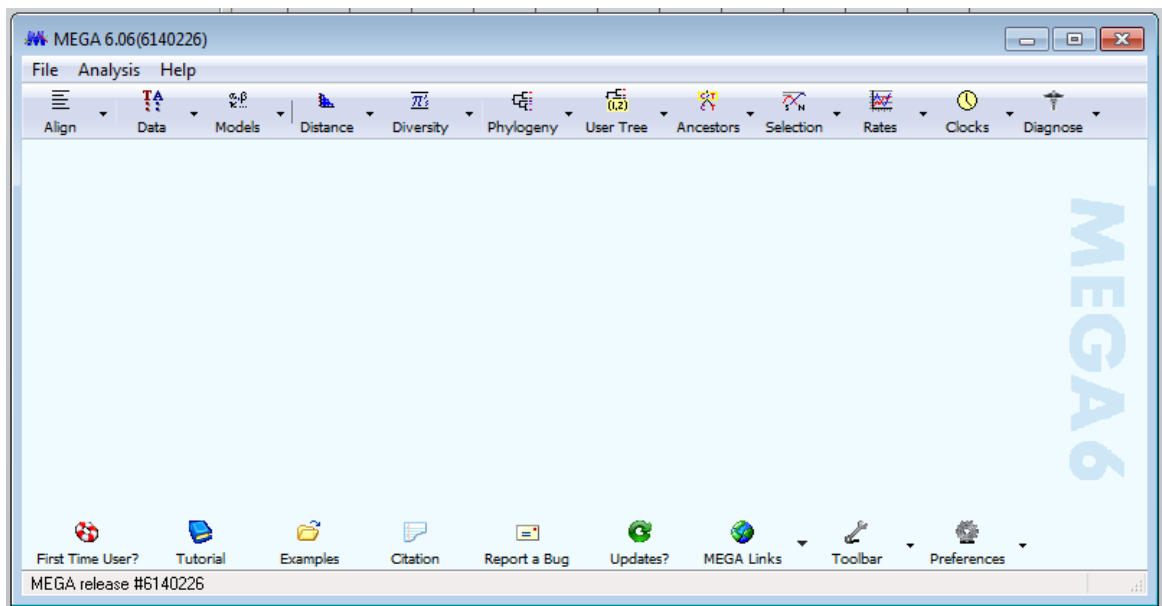 MEGA 6.06(6140226)
File Analysis Help
Align Data Models Distance Diversity Phylogeny User Tree Ancestors Selection Rates Clocks Diagnose
MEGA6
First Time User? Tutorial Examples Citation Report a Bug Updates? MEGA Links Toolbar Preferences
MEGA release #6140226